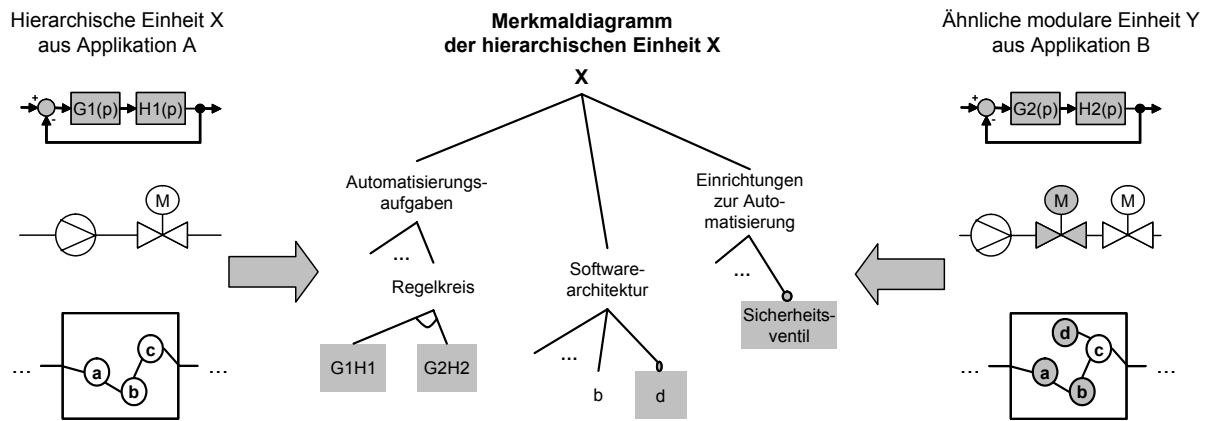 Hierarchische Einheit X
aus Applikation A
+
-
G1(p)
H1(p)
M
...
a
b
c
...
Merkmaldiagramm
der hierarchischen Einheit X
X
Automatisierungs-
aufgaben
...
Regelkreis
G1H1
G2H2
Software-
architektur
...
b
d
Einrichtungen
zur Auto-
matisierung
...
Sicherheits-
ventil
Ähnliche modulare Einheit Y
aus Applikation B
+
-
G2(p)
H2(p)
M
M
...
d
c
a
b
...